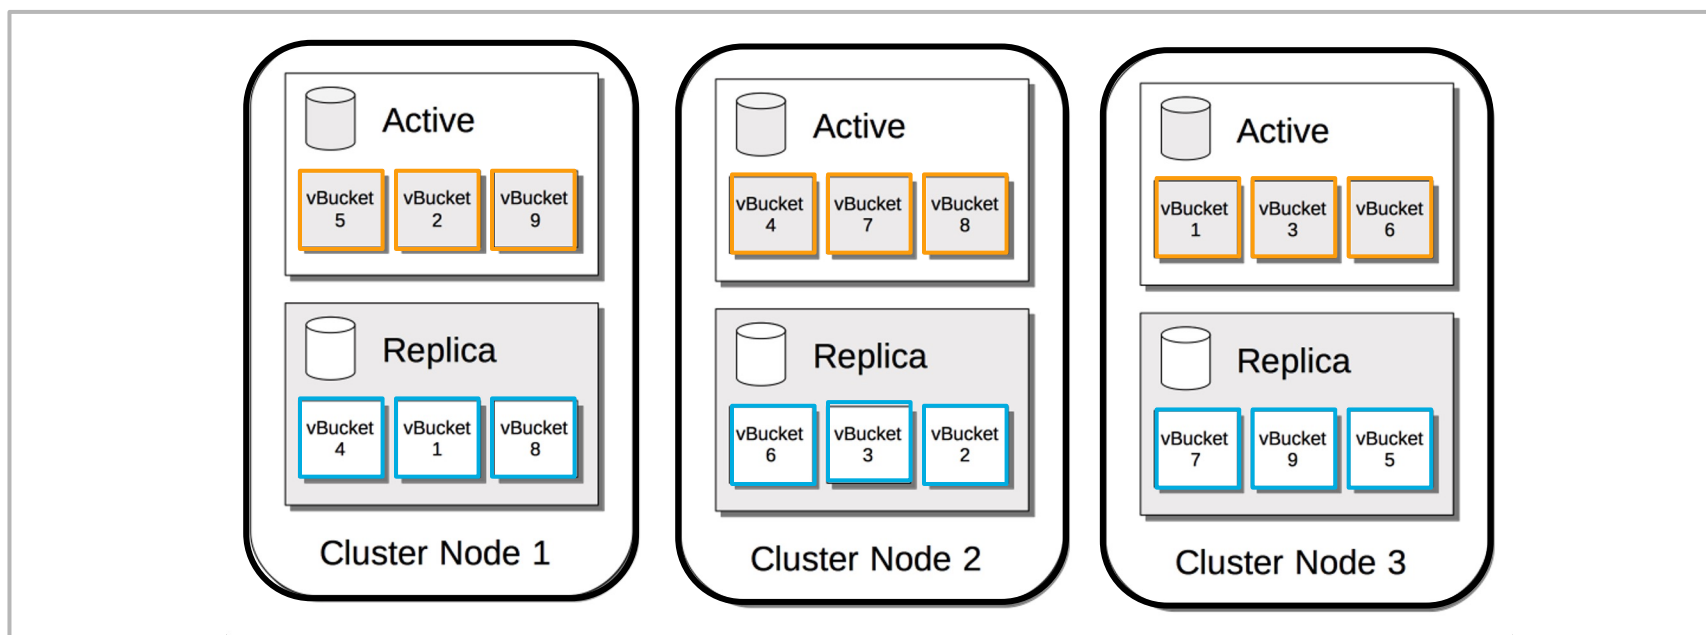 Active
vBucket
5
vBucket
2
vBucket
9
Replica
vBucket
4
vBucket
1
vBucket
8
Cluster Node 1
Active
vBucket
4
vBucket
7
vBucket
8
Replica
vBucket
6
vBucket
3
vBucket
2
Cluster Node 2
Active
vBucket
1
vBucket
3
vBucket
6
Replica
vBucket
7
vBucket
9
vBucket
5
Cluster Node 3